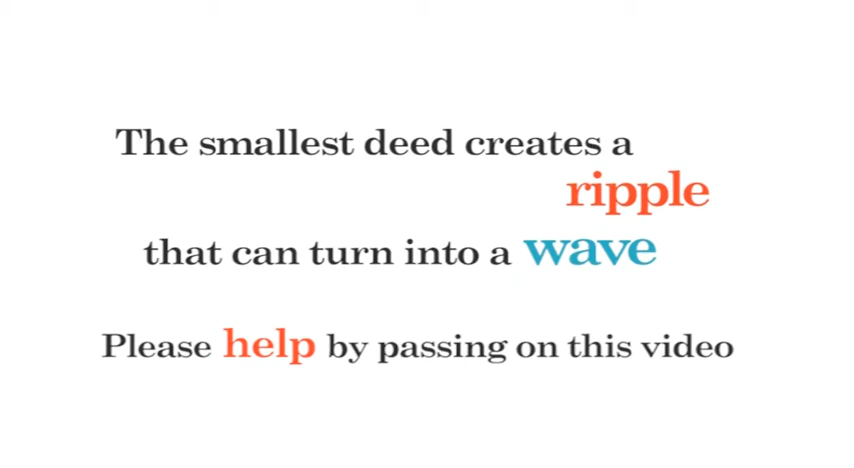 The smallest deed creates a
ripple
that can turn into a wave
Please help by passing on this video